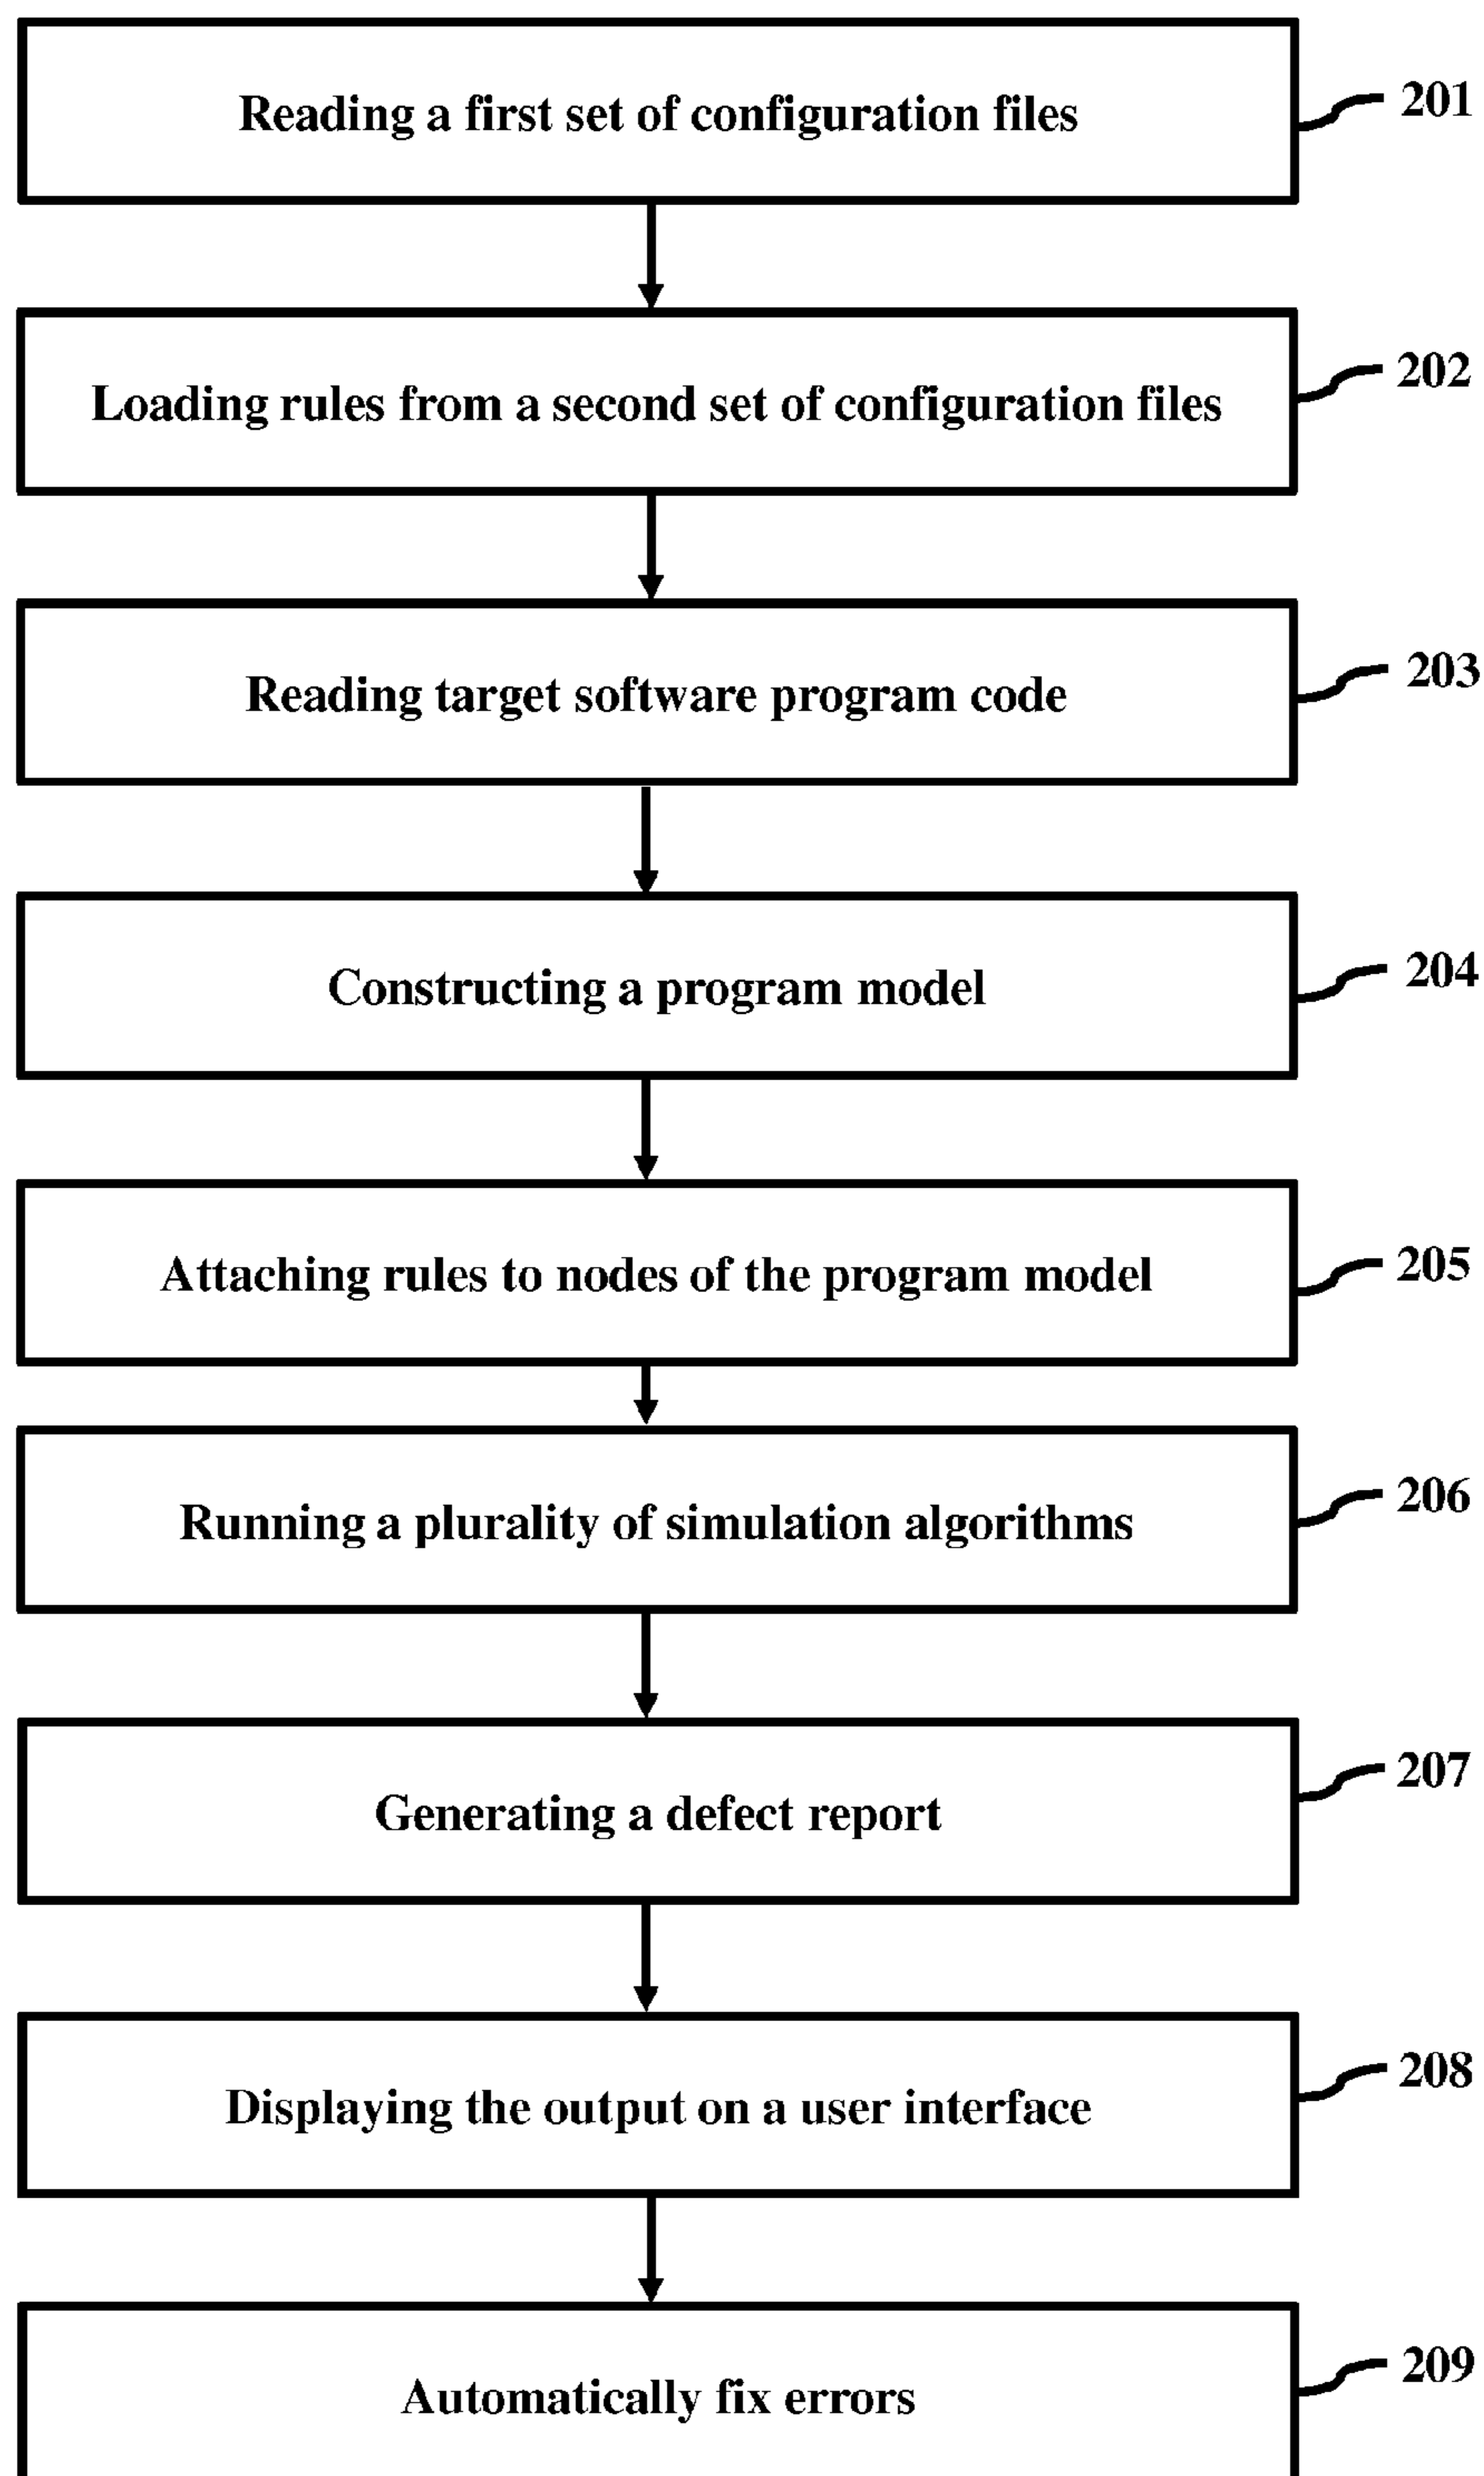 Reading a first set of configuration files
201
Loading rules from a second set of configuration files
202
Reading target software program code
203
Constructing a program model
204
Attaching rules to nodes of the program model
205
Running a plurality of simulation algorithms
206
Generating a defect report
207
Displaying the output on a user interface
208
Automatically fix errors
209